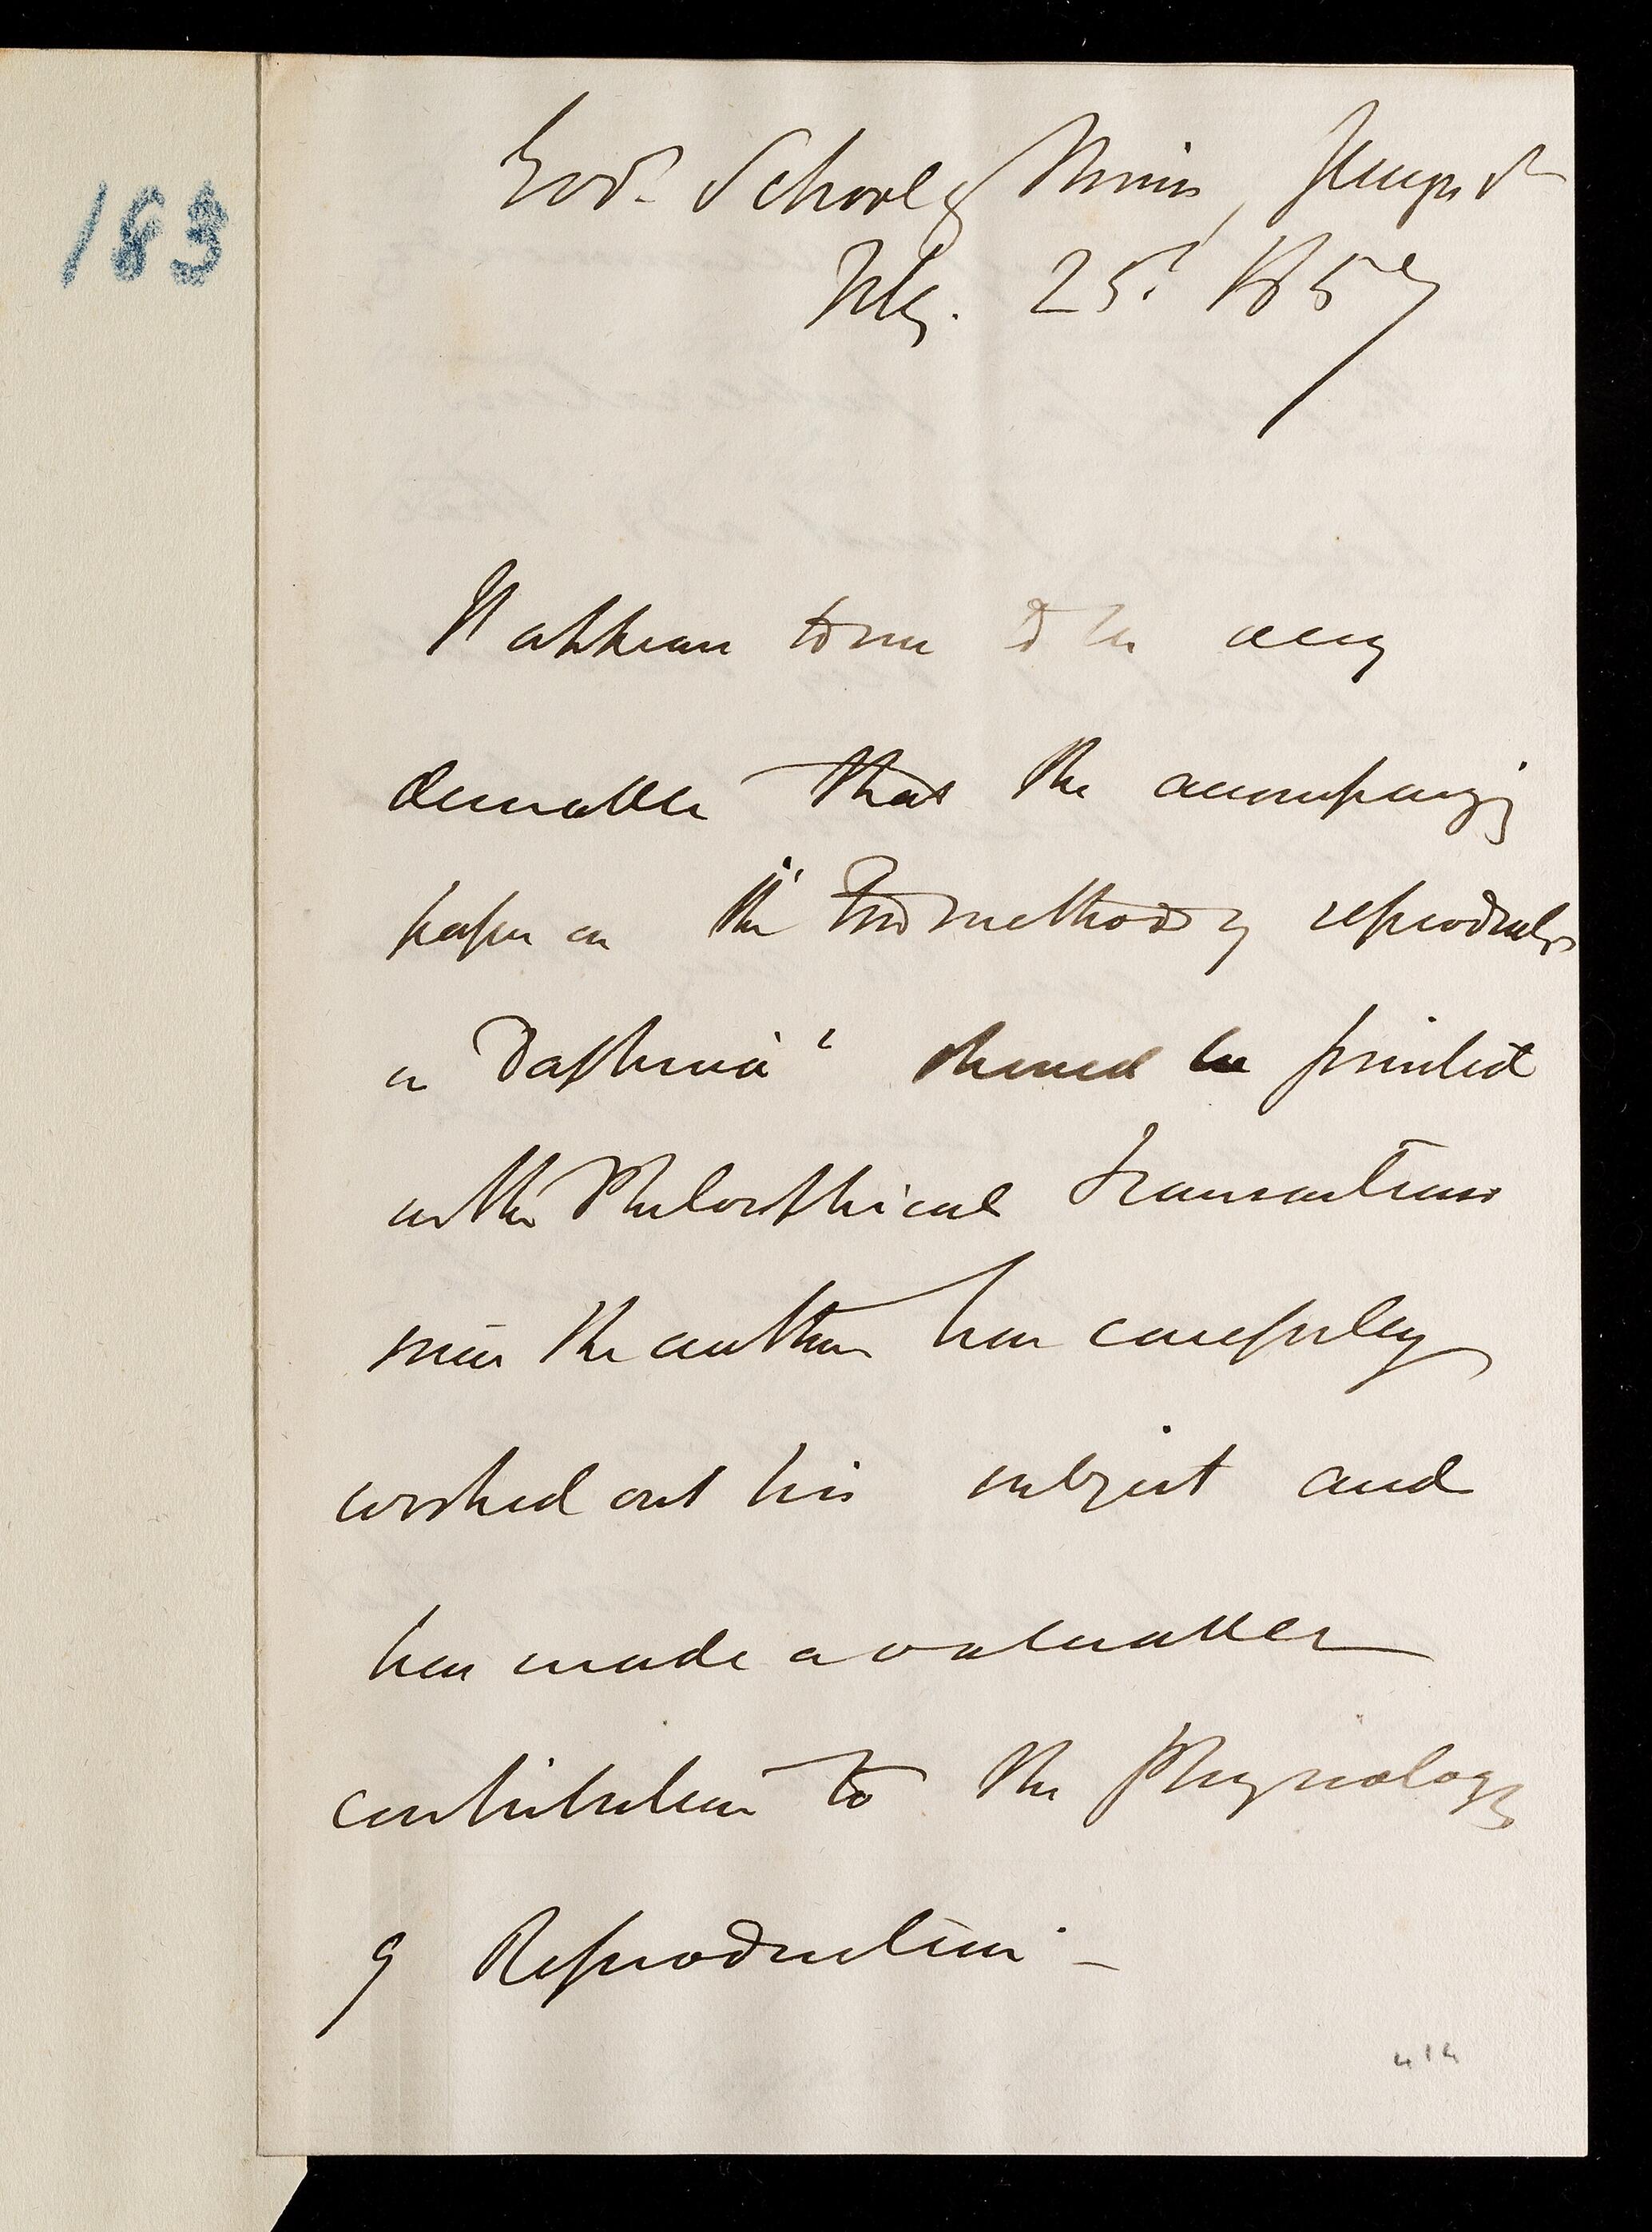 183
Govt. School of Mines, Jermyn St
July. 25th 1857
It appears to me to be very
desirable that the accompanying
paper on "the two methods of reproduction
in Daphnia" should be printed
in the Philosophical Transactions
since the author has carefully
worked out his subject and
has made a valuable
contribution to the Physiology
of Reproduction. –